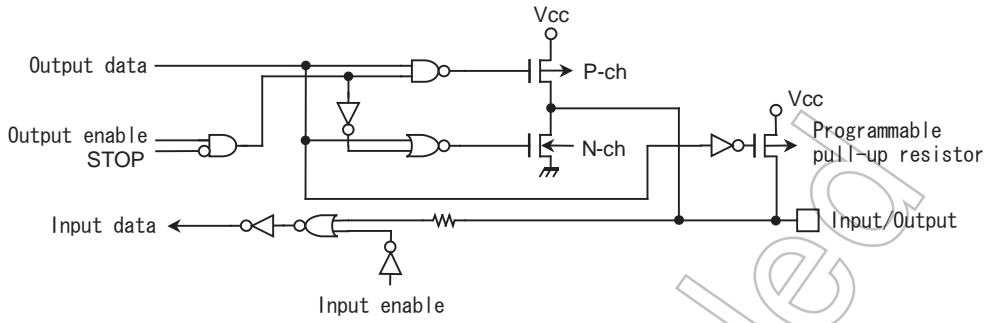 Vcc
Output data
P-ch
Vcc
Output enable
STOP
N-ch
Programmable
pull-up resistor
Input data
Input/Output
Input enable
led